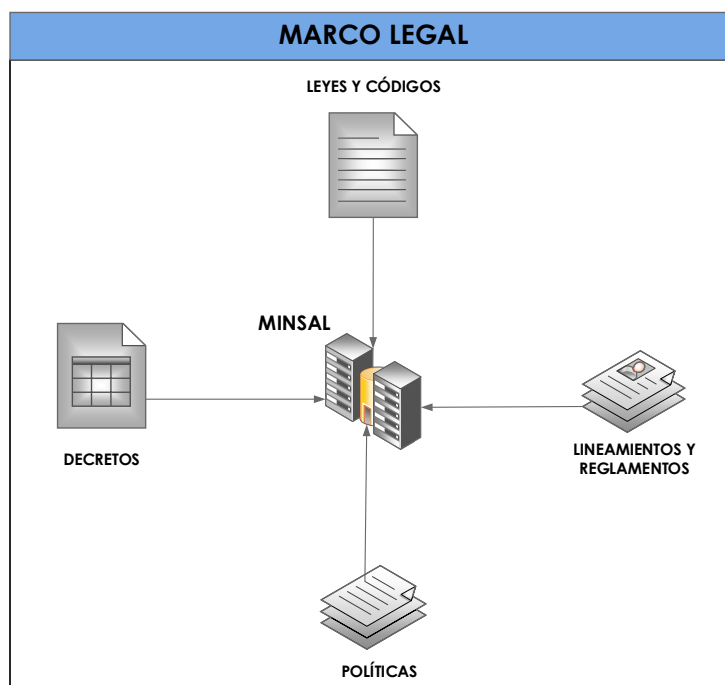 MARCO LEGAL
LEYES Y CÓDIGOS
MINSAL
DECRETOS
LINEAMIENTOS Y
REGLAMENTOS
POLÍTICAS